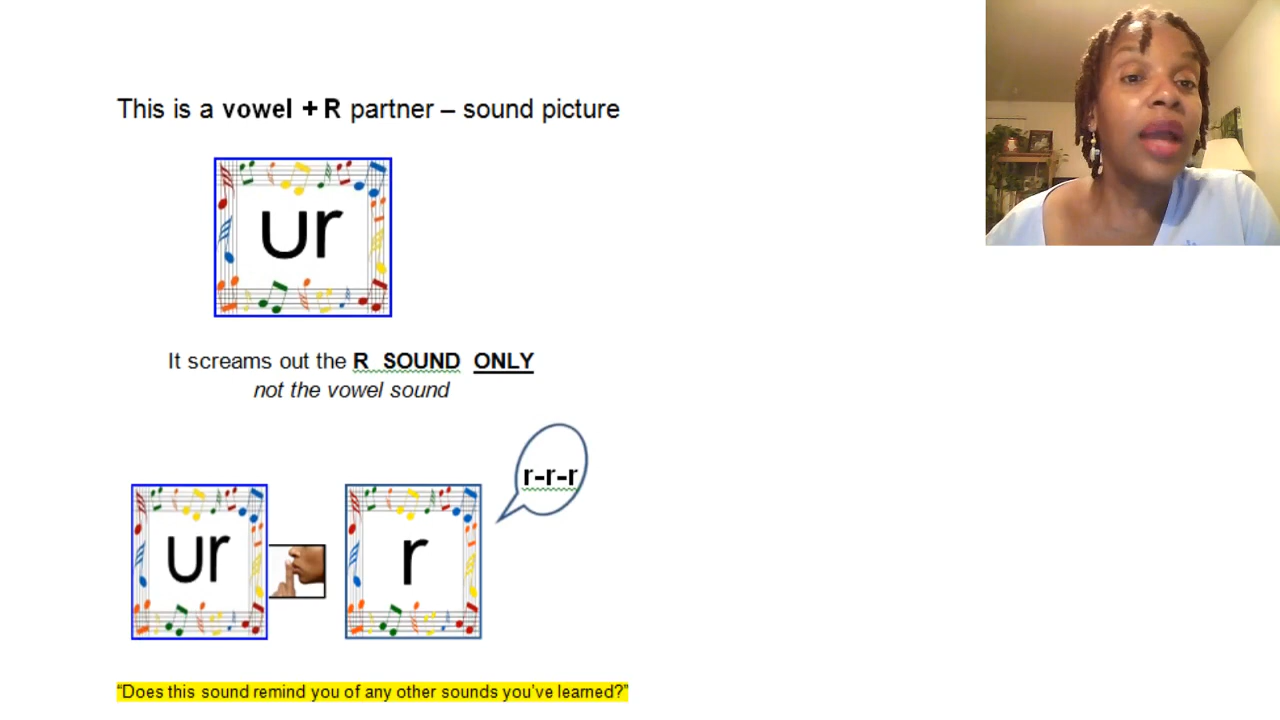 This is a vowel + R partner – sound picture
ur
It screams out the R SOUND ONLY
not the vowel sound
r-r-r
ur
r
“Does this sound remind you of any other sounds you’ve learned?”